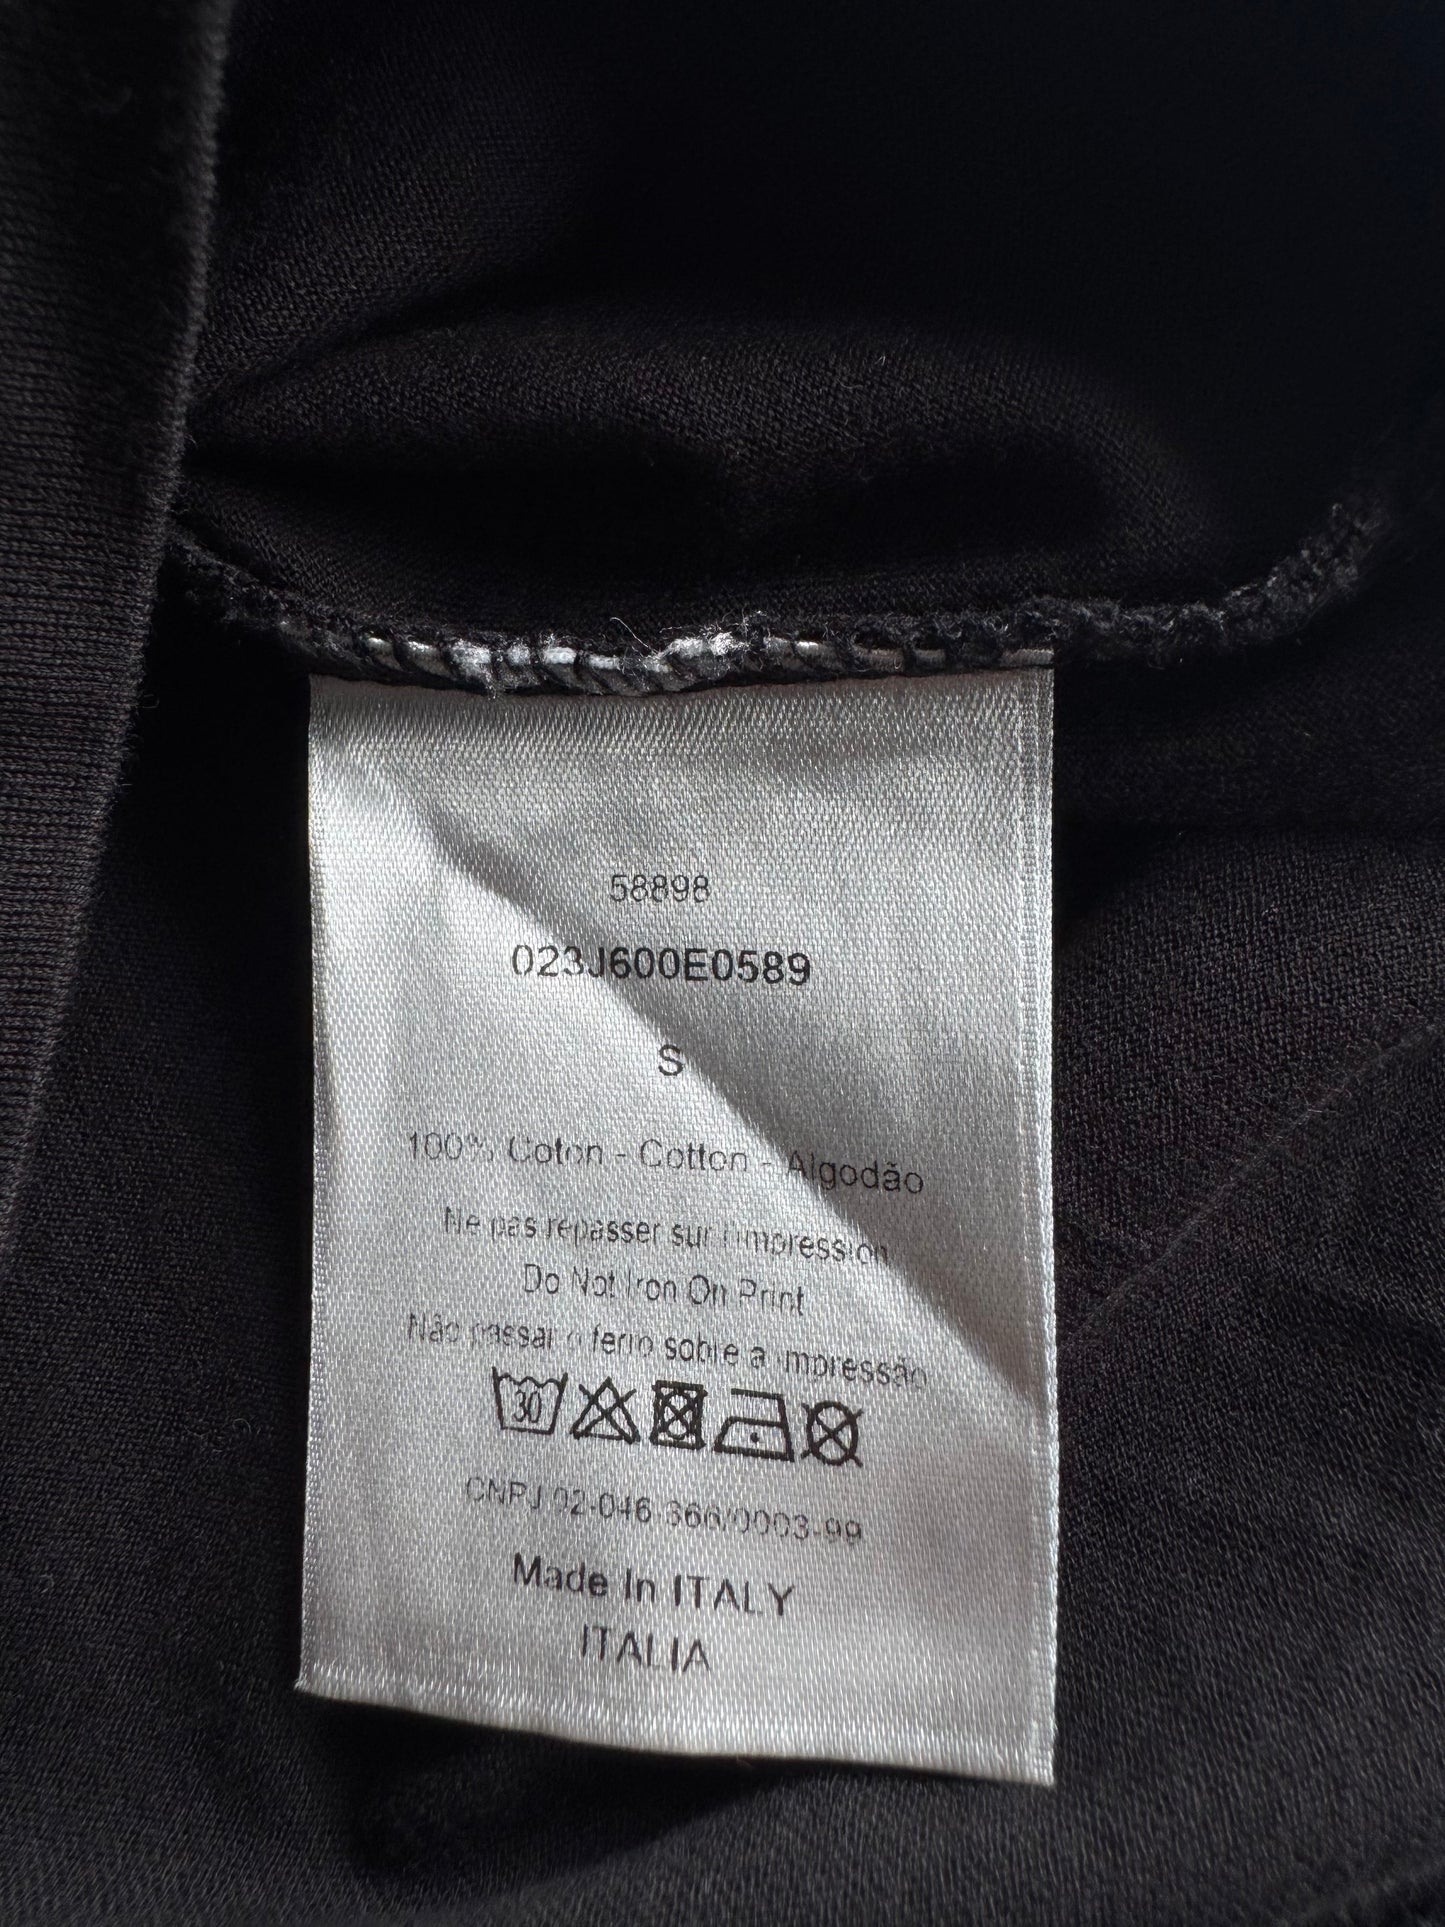 58898
023J600E0589
S
100% Coton - Cotton - Algodão
Ne pas repasser sur l'impression
Do Not Iron On Print
Não passar o ferro sobre a impressão
30
CNPJ 02-046 366/0003-99
Made In ITALY
ITALIA